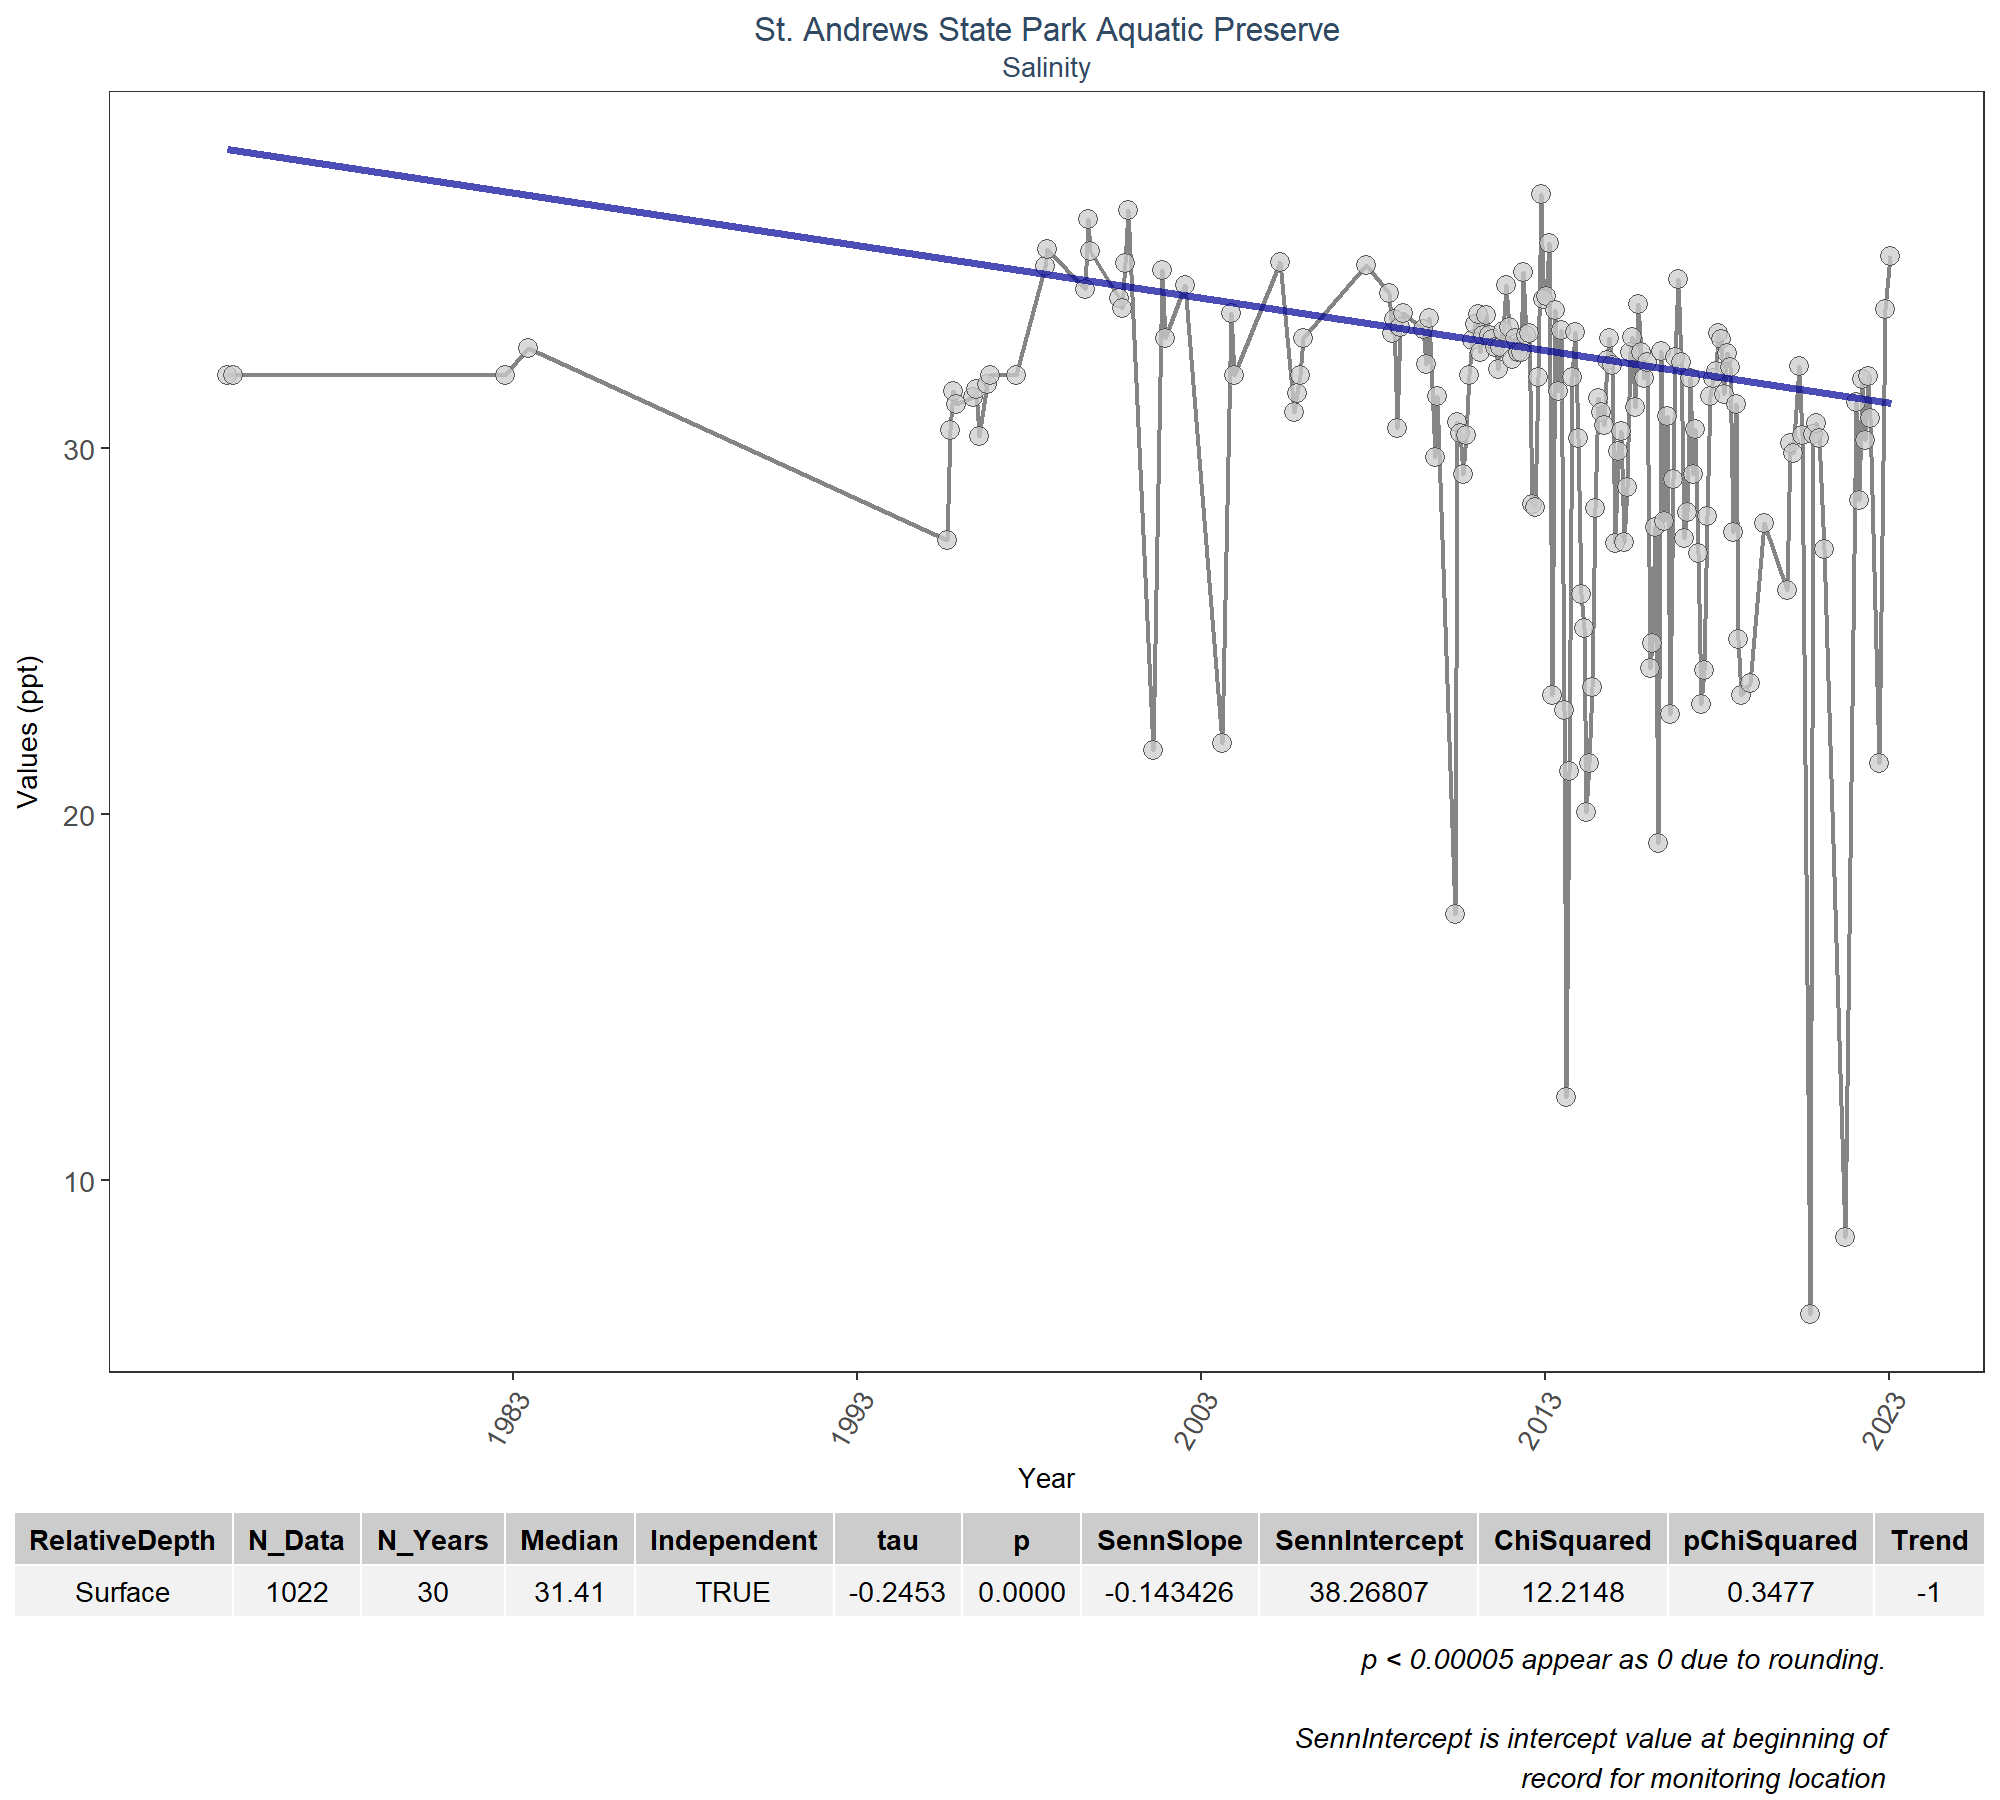 St. Andrews State Park Aquatic Preserve
Salinity
Values (ppt)
30
20
10
1983
1993
2003
2013
2023
Year
RelativeDepth N_Data N_Years Median Independent tau p SennSlope SennIntercept ChiSquared pChiSquared Trend
Surface 1022 30 31.41 TRUE -0.2453 0.0000 -0.143426 38.26807 12.2148 0.3477 -1
p < 0.00005 appear as 0 due to rounding.
SennIntercept is intercept value at beginning of
record for monitoring location